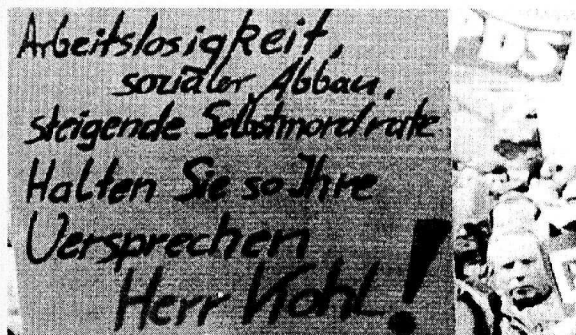 Arbeitslosigkeit,
sozialer Abbau,
steigende Selbstmordrate
Halten Sie so Ihre
Versprechen
Herr Kohl!
PDS